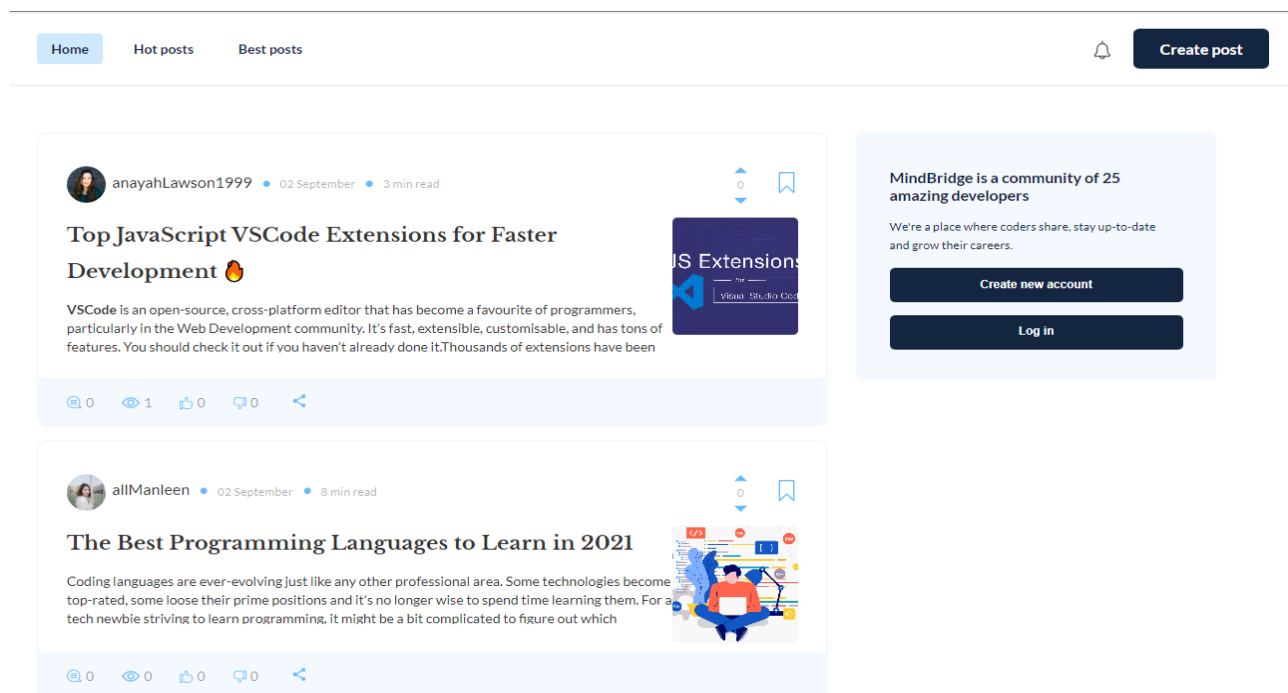 Home Hot posts Best posts Create post
anayahLawson1999 • 02 September • 3 min read
0
Top JavaScript VSCode Extensions for Faster
Development 🔥
VSCode is an open-source, cross-platform editor that has become a favourite of programmers,
particularly in the Web Development community. It's fast, extensible, customisable, and has tons of
features. You should check it out if you haven't already done it.Thousands of extensions have been
JS Extensions
for
Visual Studio Cod
0 1 0 0
MindBridge is a community of 25
amazing developers
We're a place where coders share, stay up-to-date
and grow their careers.
Create new account
Log in
allManleen • 02 September • 8 min read
0
The Best Programming Languages to Learn in 2021
Coding languages are ever-evolving just like any other professional area. Some technologies become
top-rated, some loose their prime positions and it's no longer wise to spend time learning them. For a
tech newbie striving to learn programming, it might be a bit complicated to figure out which
</>
0 0 0 0